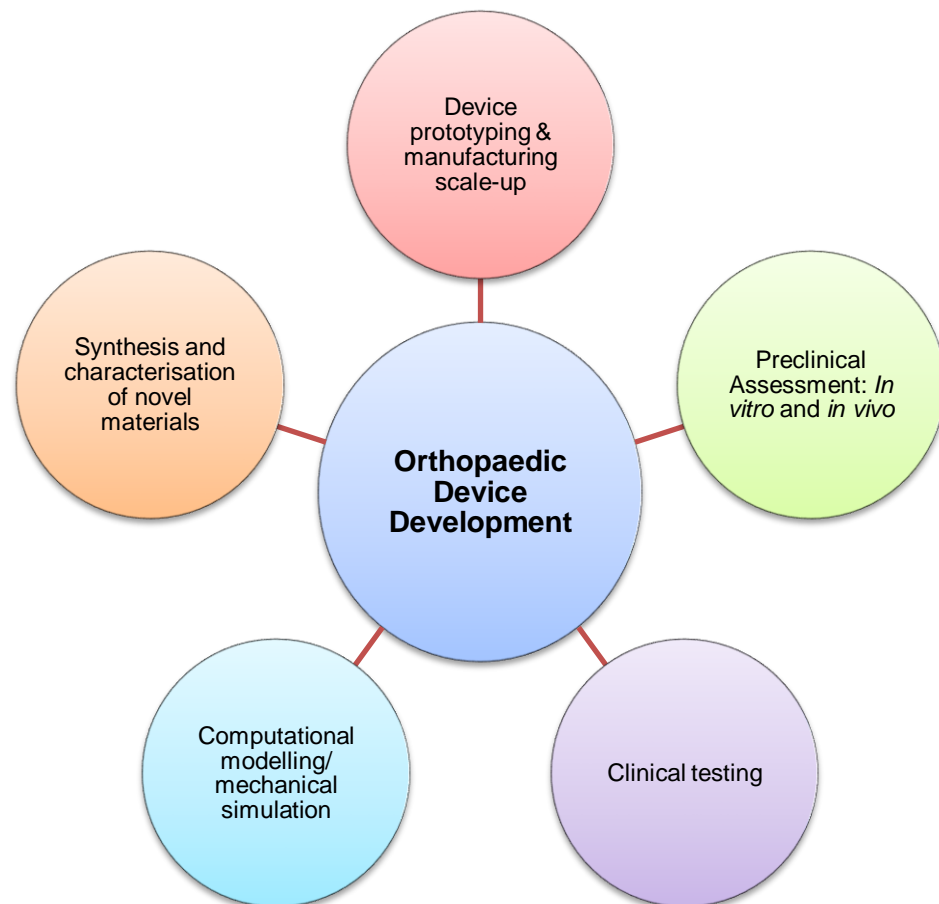 Device
prototyping &
manufacturing
scale-up
Synthesis and
characterisation
of novel
materials
Preclinical
Assessment: In
vitro and in vivo
Orthopaedic
Device
Development
Computational
modelling/
mechanical
simulation
Clinical testing